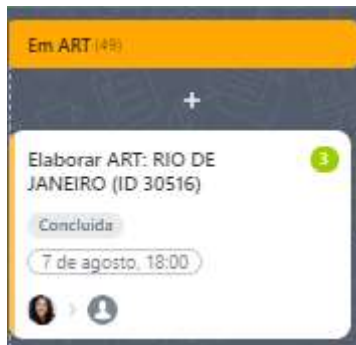 Em ART (49)
+
Elaborar ART: RIO DE
JANEIRO (ID 30516)
3
Concluída
7 de agosto, 18:00